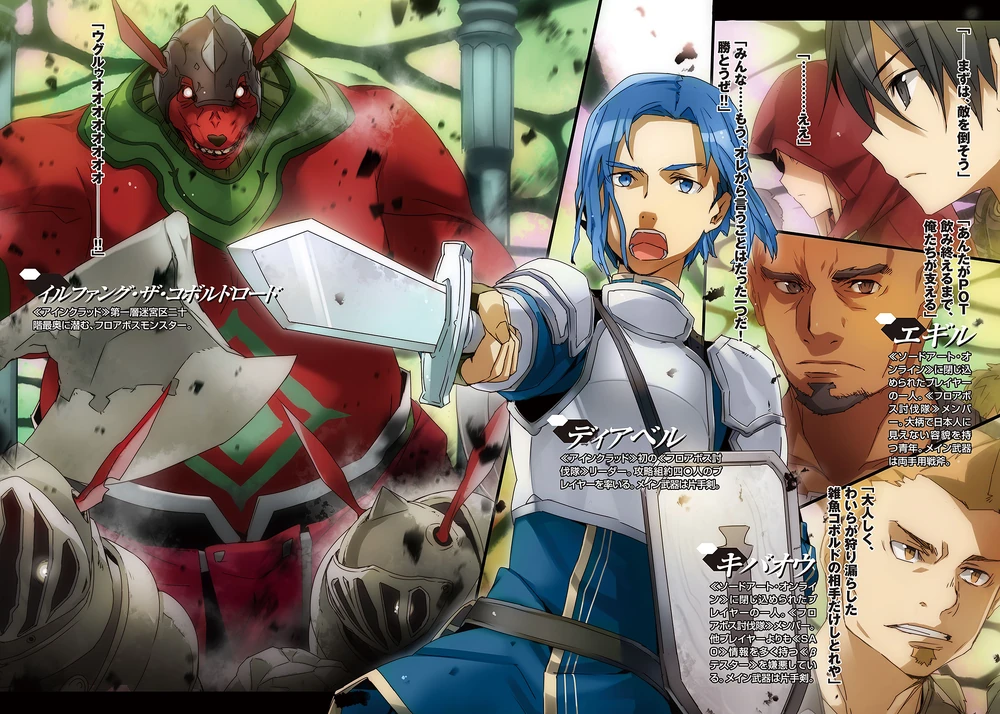 「――まずは、敵を倒そう」
「………ええ」
「あんたがPOT
飲み終えるまで、
俺たちが支える」
エギル
《ソードアート・オ
ンライン》に閉じ込
められたプレイヤー
の一人。《フロアボ
ス討伐隊》メンバ
ー。大柄で日本人に
見えない容貌を持
つ青年。メイン武器
は両手用戦斧。
「大人しく、
わいらが狩り漏らした
雑魚コボルドの相手だけしとれや」
キバオウ
《ソードアート・オンライ
ン》に閉じ込められたプ
レイヤーの一人。《フロ
アボス討伐隊》メンバー。
他プレイヤーよりも《SA
O》情報を多く持つ《β
テスター》を嫌悪してい
る。メイン武器は片手剣。
「みんな……もう、オレから言うことはたった一つだ！
勝とうぜ!!」
ディアベル
《アインクラッド》初の《フロアボス討
伐隊》リーダー。攻略組約四〇人のプ
レイヤーを率いる。メイン武器は片手剣。
「ウグルゥオオオオオオオオ――――!!」
イルファング・ザ・コボルドロード
《アインクラッド》第一層迷宮区二十
階最奥に潜む、フロアボスモンスター。